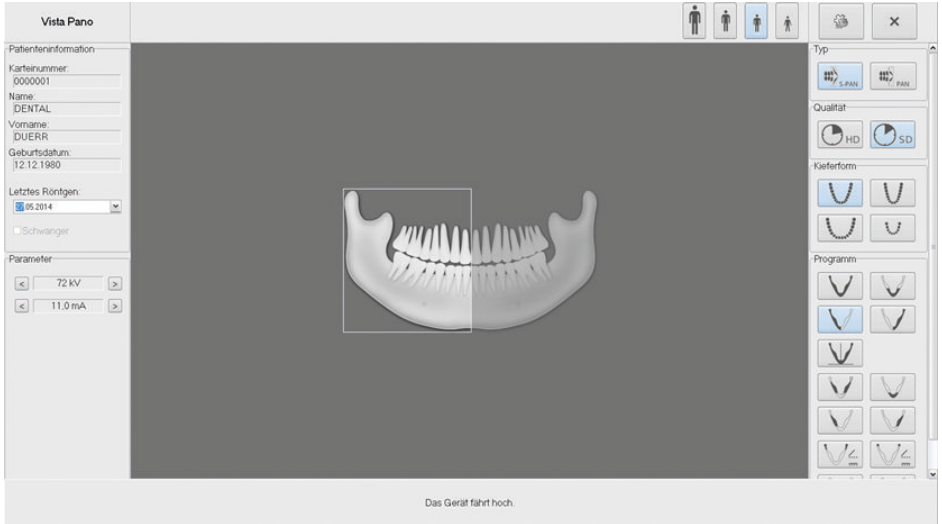 Vista Pano
Patienteninformation
Karteinummer:
0000001
Name:
DENTAL
Vorname:
DUERR
Geburtsdatum:
12.12.1980
Letztes Röntgen:
27.05.2014
Schwanger
Parameter
< 72 kV >
< 11,0 mA >
Typ
S-PAN PAN
Qualität
HD SD
Kieferform
Programm
Das Gerät fährt hoch.